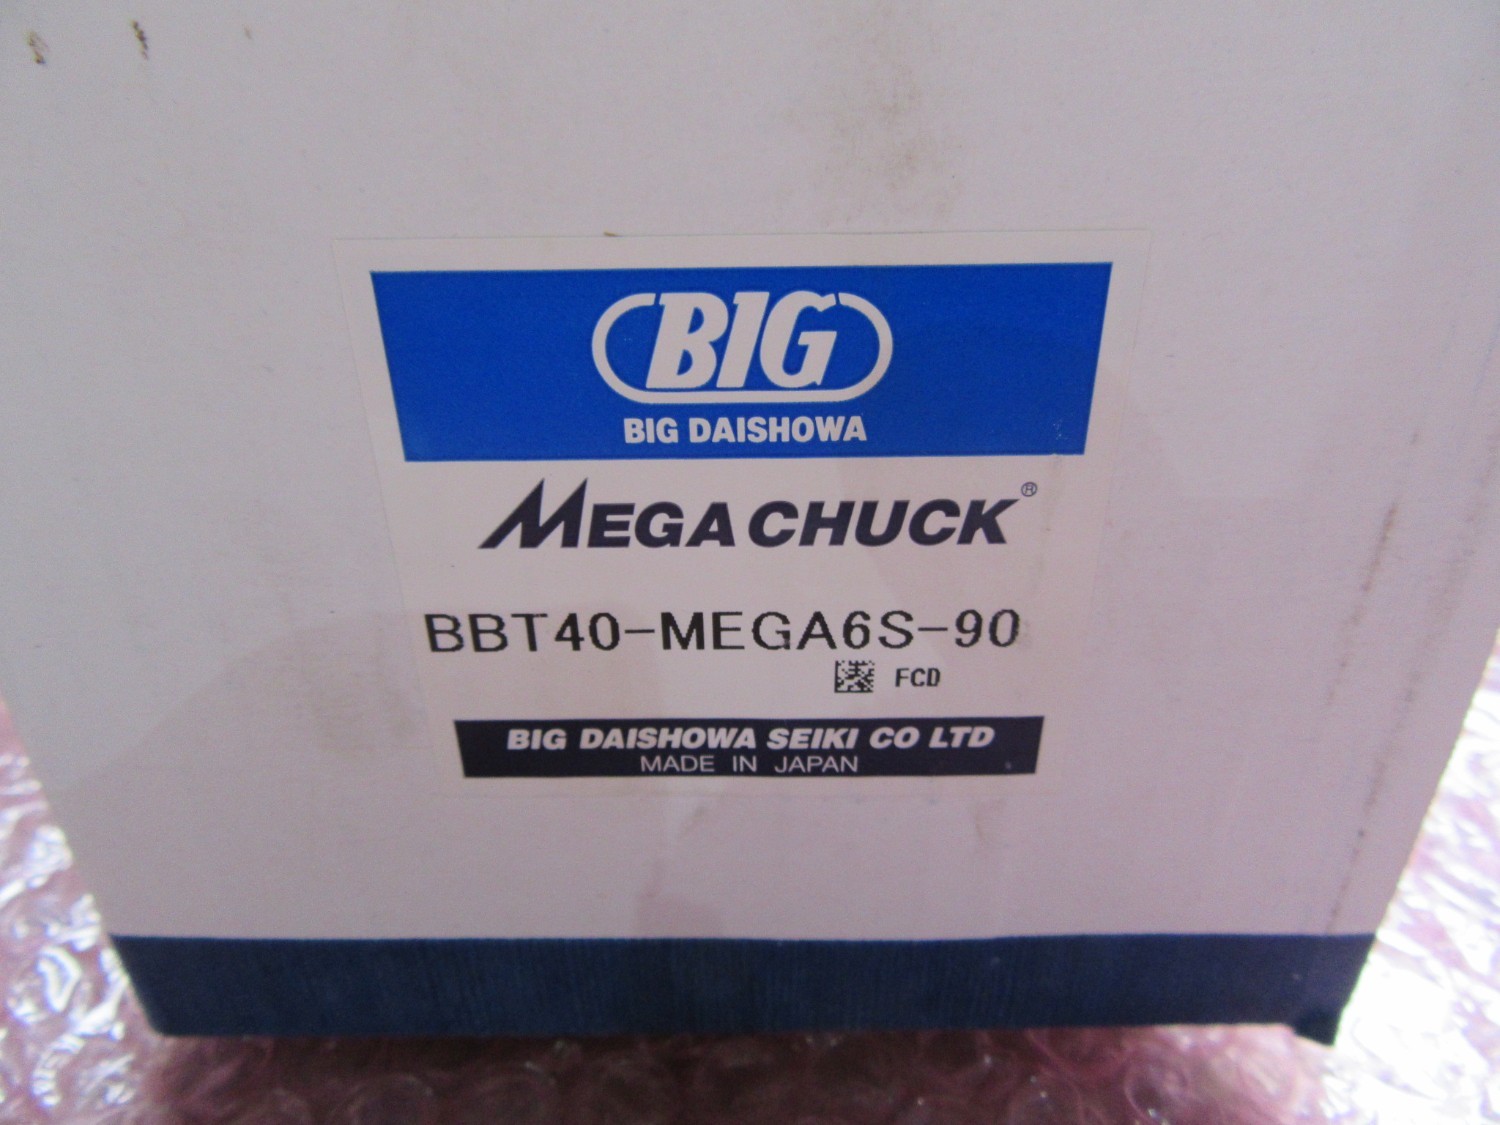 BIG
BIG DAISHOWA
MEGA CHUCK®
BBT40-MEGA6S-90
FCD
BIG DAISHOWA SEIKI CO LTD
MADE IN JAPAN